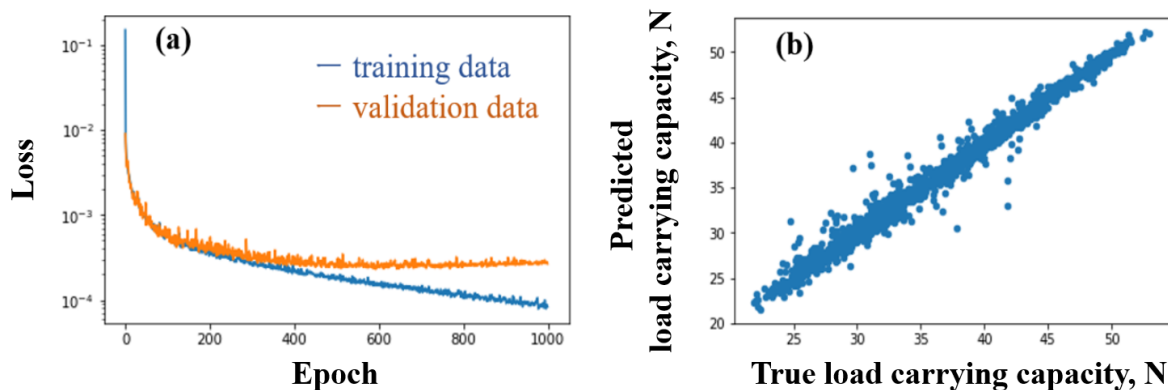 (a)
training data
validation data
10⁻¹
10⁻²
10⁻³
10⁻⁴
Loss
0 200 400 600 800 1000
Epoch
(b)
50
45
40
35
30
25
20
Predicted
load carrying capacity, N
25 30 35 40 45 50
True load carrying capacity, N